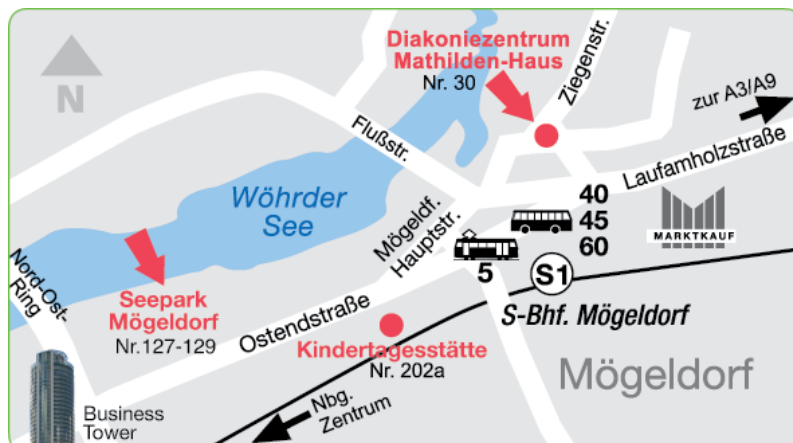 N
Diakoniezentrum
Mathilden-Haus
Nr. 30
Ziegenstr.
zur A3/A9
Flußstr.
Laufamholzstraße
Wöhrder
See
Mögeldf.
Hauptstr.
40
45
60
MARKTKAUF
5
S1
S-Bhf. Mögeldorf
Nord-Ost-
Ring
Seepark
Mögeldorf
Nr.127-129
Ostendstraße
Kindertagesstätte
Nr. 202a
Mögeldorf
Nbg.
Zentrum
Business
Tower